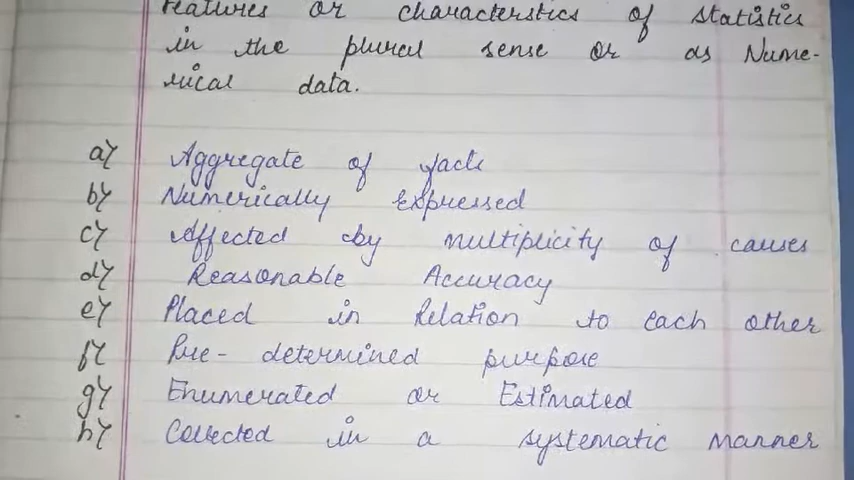 Features or characterstics of statistics
in the plural sense or as Nume-
rical data.
a) Aggregate of facts
b) Numerically Expressed
c) Affected by multiplicity of causes
d) Reasonable Accuracy
e) Placed in Relation to each other
f) Pre-determined purpose
g) Enumerated or Estimated
h) Collected in a systematic manner